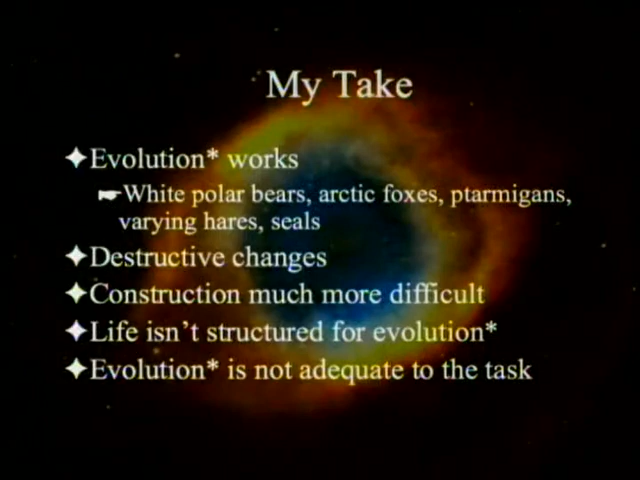 My Take
Evolution* works
White polar bears, arctic foxes, ptarmigans,
varying hares, seals
Destructive changes
Construction much more difficult
Life isn't structured for evolution*
Evolution* is not adequate to the task